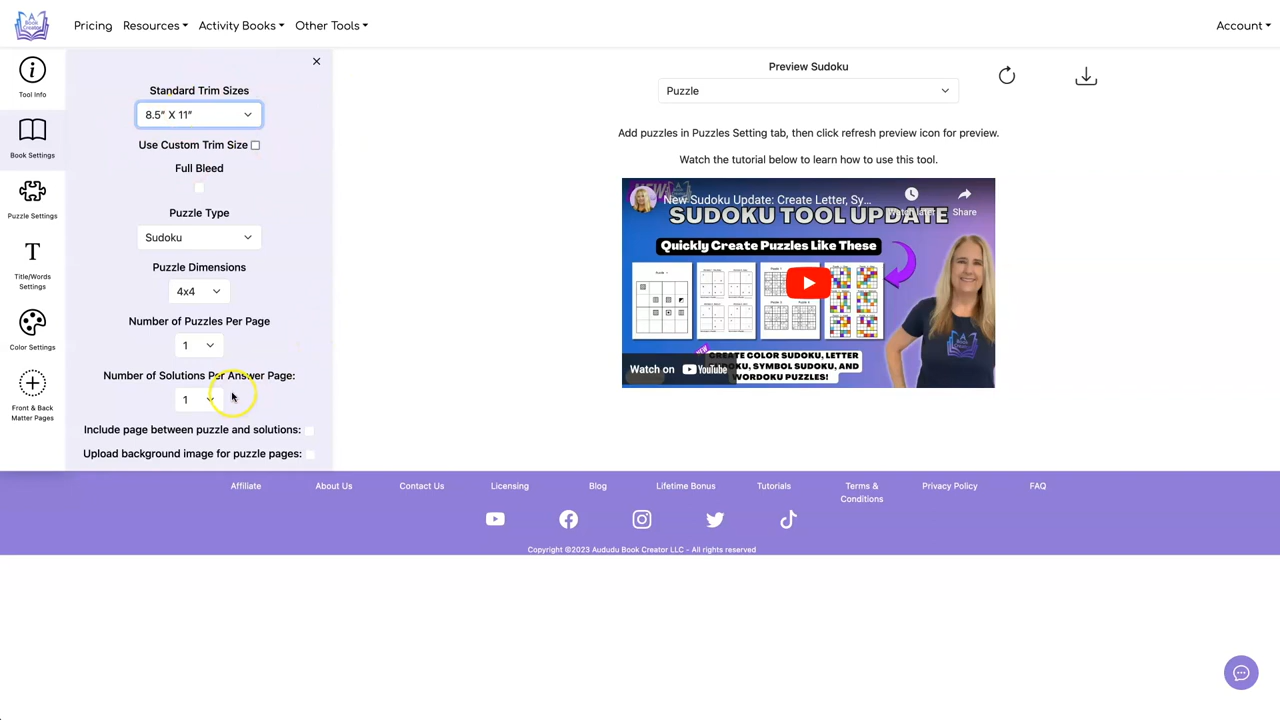 A Book Creator
Pricing
Resources
Activity Books
Other Tools
Account
Tool Info
Book Settings
Puzzle Settings
Title/Words
Settings
Color Settings
Front & Back
Matter Pages
Standard Trim Sizes
8.5" X 11"
Use Custom Trim Size
Full Bleed
Puzzle Type
Sudoku
Puzzle Dimensions
4x4
Number of Puzzles Per Page
1
Number of Solutions Per Answer Page:
1
Include page between puzzle and solutions:
Upload background image for puzzle pages:
Preview Sudoku
Puzzle
Add puzzles in Puzzles Setting tab, then click refresh preview icon for preview.
Watch the tutorial below to learn how to use this tool.
New Sudoku Update: Create Letter, Sy...
Share
SUDOKU TOOL UPDATE
Quickly Create Puzzles Like These
CREATE COLOR SUDOKU, LETTER
SUDOKU, SYMBOL SUDOKU, AND
WORDOKU PUZZLES!
Watch on YouTube
Affiliate
About Us
Contact Us
Licensing
Blog
Lifetime Bonus
Tutorials
Terms &
Conditions
Privacy Policy
FAQ
Copyright ©2023 Aududu Book Creator LLC - All rights reserved